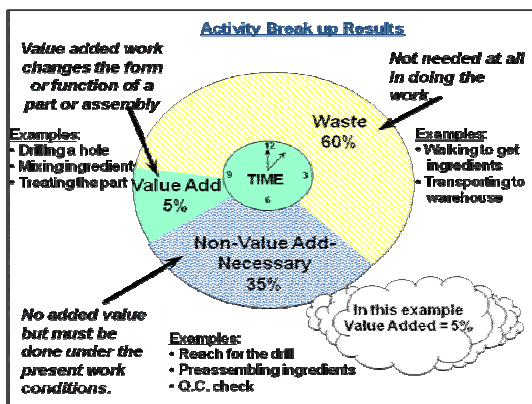 Activity Break up Results
Value added work
changes the form
or function of a
part or assembly
Not needed at all
in doing the
work
Examples:
• Drilling a hole
• Mixing ingredient
• Treating the part
Waste
60%
Examples:
• Walking to get
ingredients
• Transporting to
warehouse
12
9
TIME
3
6
Value Add
5%
Non-Value Add-
Necessary
35%
No added value
but must be
done under the
present work
conditions.
In this example
Value Added = 5%
Examples:
• Reach for the drill
• Preassembling ingredients
• Q.C. check